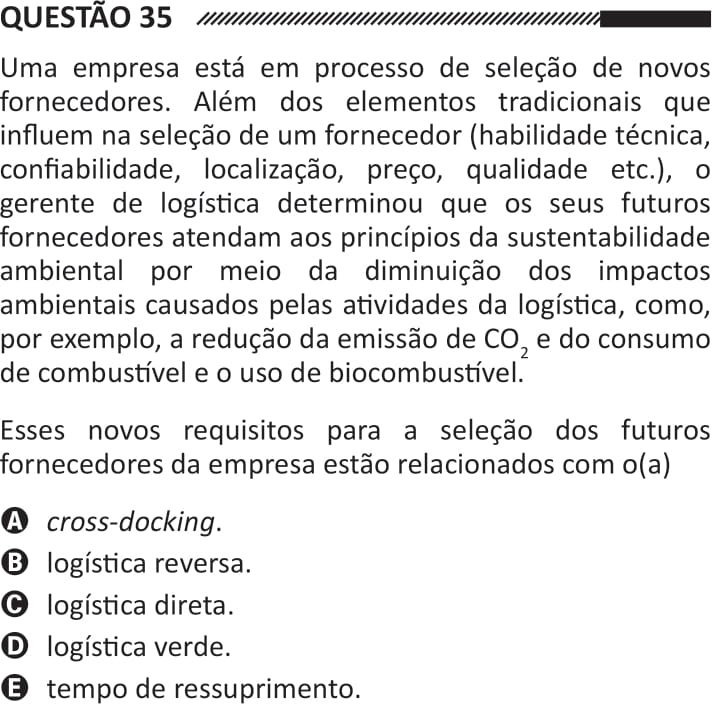 QUESTÃO 35
Uma empresa está em processo de seleção de novos
fornecedores. Além dos elementos tradicionais que
influem na seleção de um fornecedor (habilidade técnica,
confiabilidade, localização, preço, qualidade etc.), o
gerente de logística determinou que os seus futuros
fornecedores atendam aos princípios da sustentabilidade
ambiental por meio da diminuição dos impactos
ambientais causados pelas atividades da logística, como,
por exemplo, a redução da emissão de CO₂ e do consumo
de combustível e o uso de biocombustível.
Esses novos requisitos para a seleção dos futuros
fornecedores da empresa estão relacionados com o(a)
A cross-docking.
B logística reversa.
C logística direta.
D logística verde.
E tempo de ressuprimento.